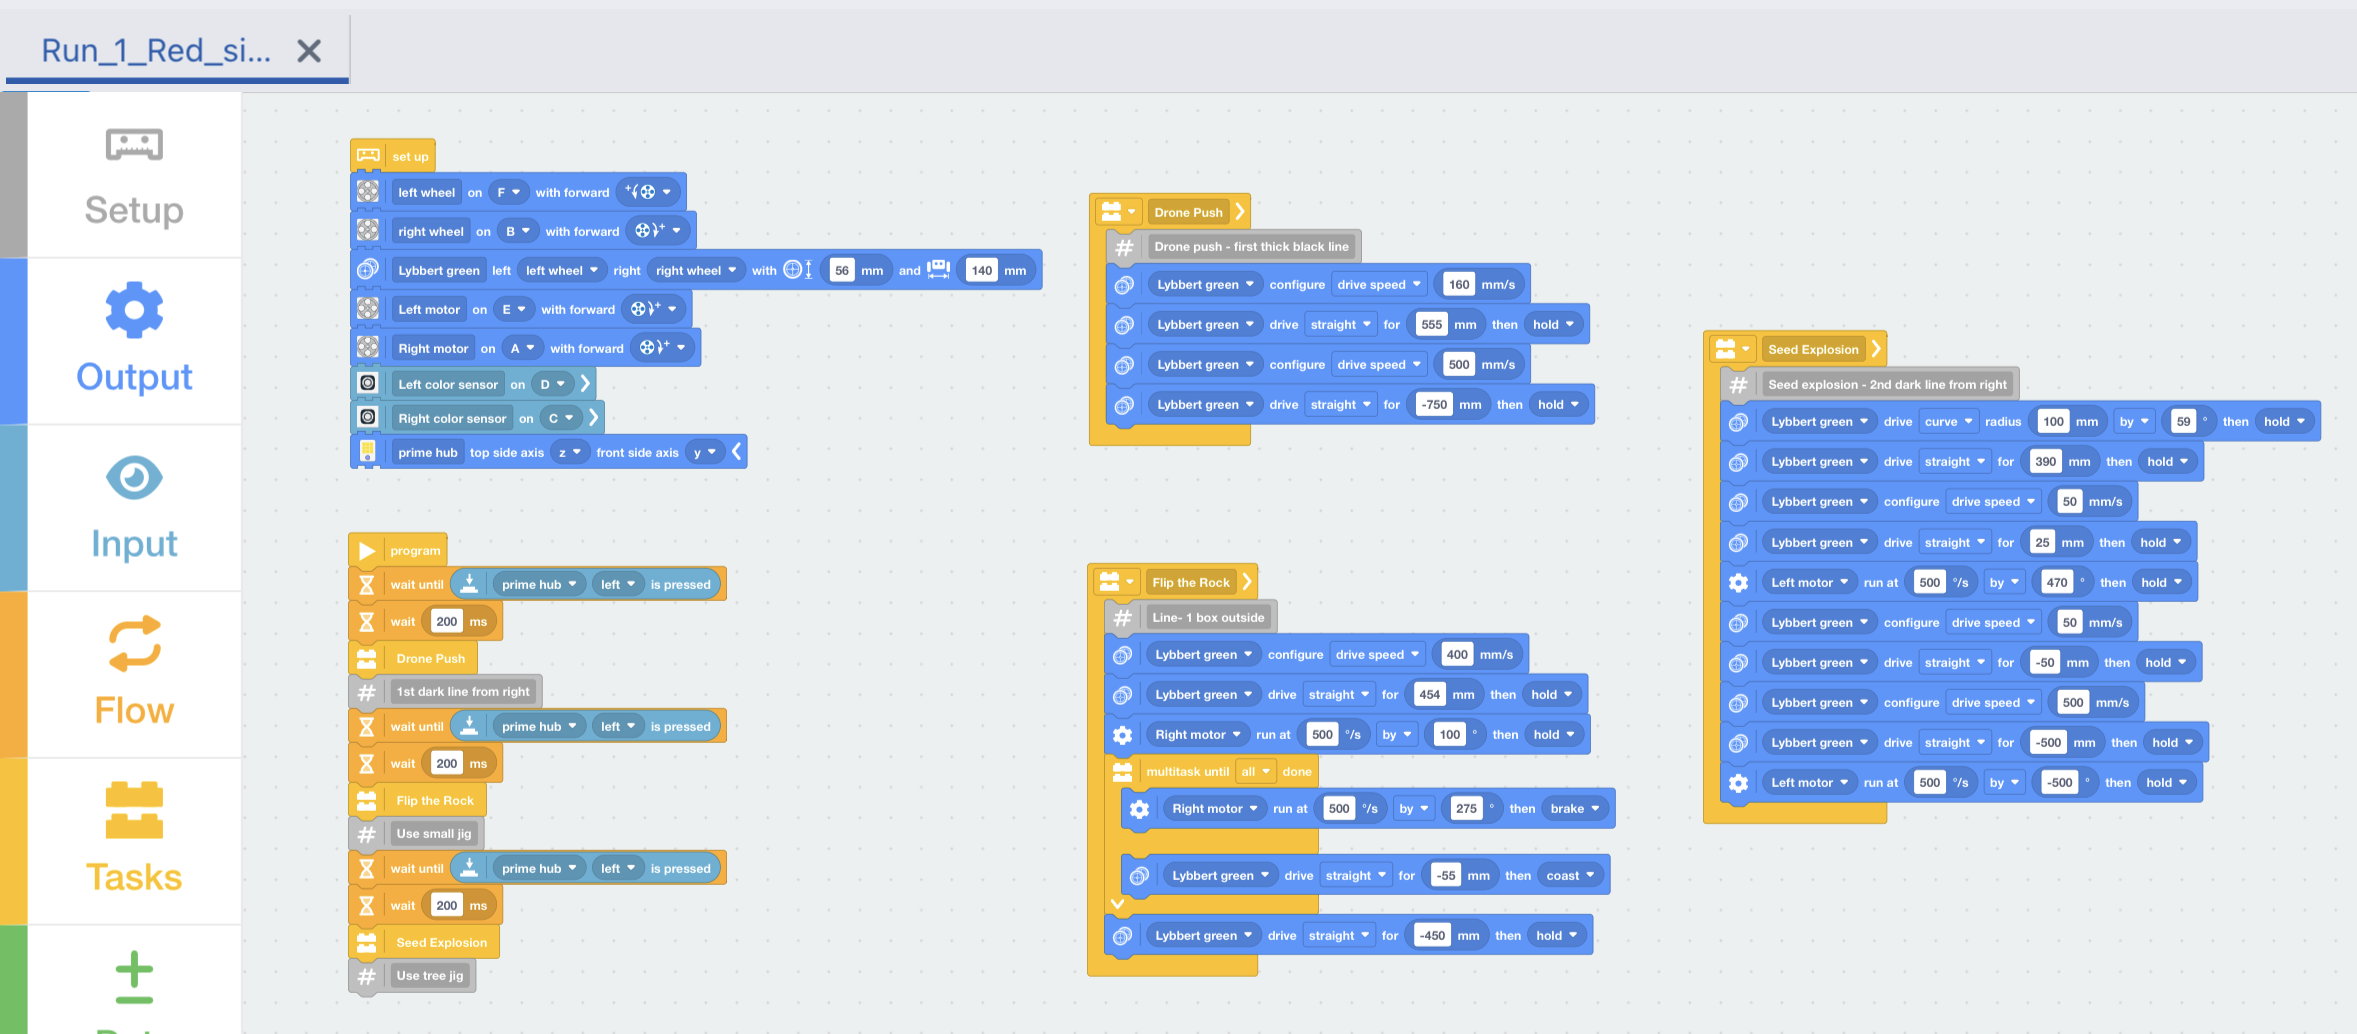 Run_1_Red_si...
Setup
Output
Input
Flow
Tasks
set up
left wheel on F with forward
right wheel on B with forward
Lybbert green left left wheel right right wheel with 56 mm and 140 mm
Left motor on E with forward
Right motor on A with forward
Left color sensor on D
Right color sensor on C
prime hub top side axis z front side axis y
program
wait until prime hub left is pressed
wait 200 ms
Drone Push
# 1st dark line from right
wait until prime hub left is pressed
wait 200 ms
Flip the Rock
# Use small jig
wait until prime hub left is pressed
wait 200 ms
Seed Explosion
# Use tree jig
Drone Push
# Drone push - first thick black line
Lybbert green configure drive speed 160 mm/s
Lybbert green drive straight for 555 mm then hold
Lybbert green configure drive speed 500 mm/s
Lybbert green drive straight for -750 mm then hold
Flip the Rock
# Line- 1 box outside
Lybbert green configure drive speed 400 mm/s
Lybbert green drive straight for 454 mm then hold
Right motor run at 500 °/s by 100 ° then hold
multitask until all done
Right motor run at 500 °/s by 275 ° then brake
Lybbert green drive straight for -55 mm then coast
Lybbert green drive straight for -450 mm then hold
Seed Explosion
# Seed explosion - 2nd dark line from right
Lybbert green drive curve radius 100 mm by 59 ° then hold
Lybbert green drive straight for 390 mm then hold
Lybbert green configure drive speed 50 mm/s
Lybbert green drive straight for 25 mm then hold
Left motor run at 500 °/s by 470 ° then hold
Lybbert green configure drive speed 50 mm/s
Lybbert green drive straight for -50 mm then hold
Lybbert green configure drive speed 500 mm/s
Lybbert green drive straight for -500 mm then hold
Left motor run at 500 °/s by -500 ° then hold